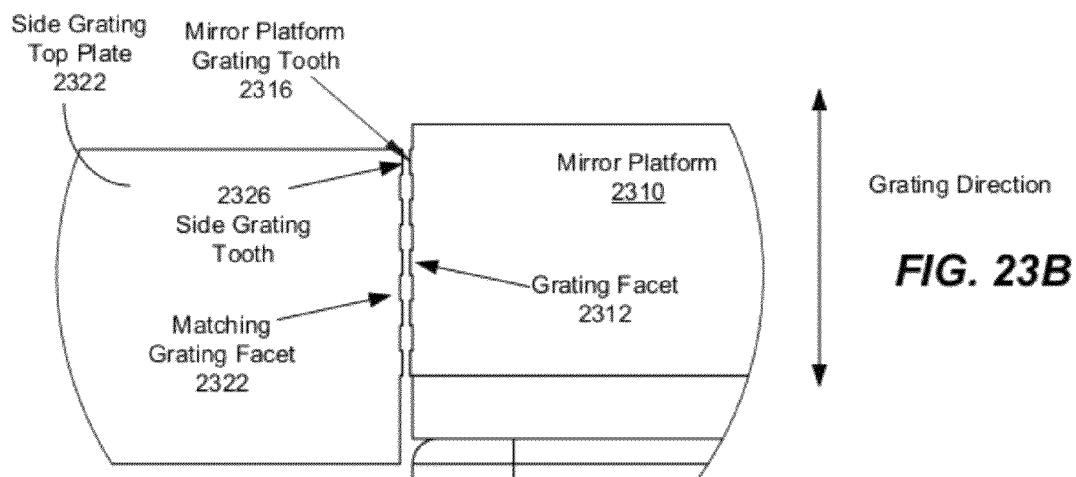 Side Grating
Top Plate
2322
Mirror Platform
Grating Tooth
2316
2326
Side Grating
Tooth
Matching
Grating Facet
2322
Mirror Platform
2310
Grating Facet
2312
Grating Direction
FIG. 23B